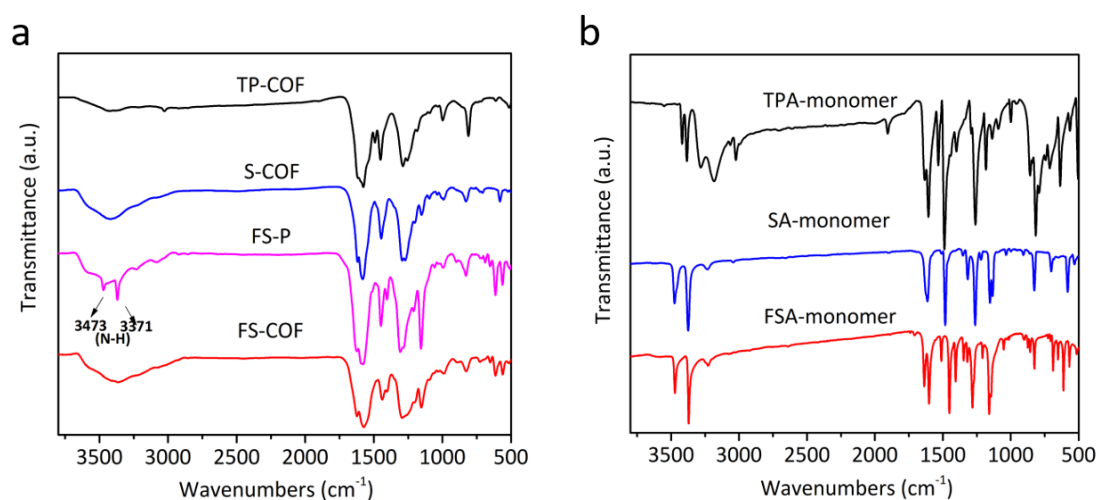 a
TP-COF
S-COF
FS-P
3473 3371
(N-H)
FS-COF
Transmittance (a.u.)
3500 3000 2500 2000 1500 1000 500
Wavenumbers (cm⁻¹)
b
TPA-monomer
SA-monomer
FSA-monomer
Transmittance (a.u.)
3500 3000 2500 2000 1500 1000 500
Wavenumbers (cm⁻¹)